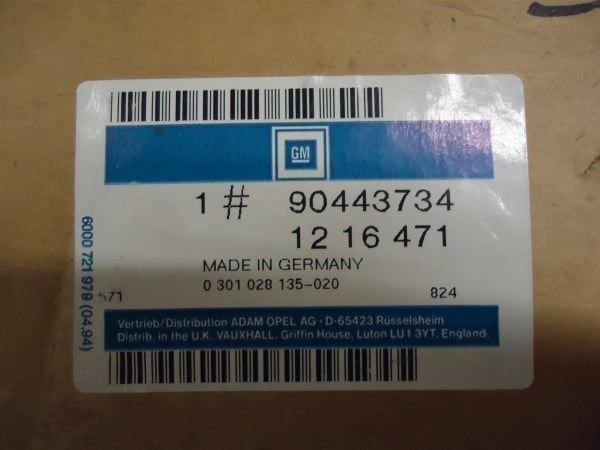 GM
1 # 90443734
12 16 471
MADE IN GERMANY
0 301 028 135-020
824
Vertrieb/Distribution ADAM OPEL AG · D-65423 Rüsselsheim
Distrib. in the U.K. VAUXHALL. Griffin House, Luton LU1 3YT. England
6000 721 979 (04.94)